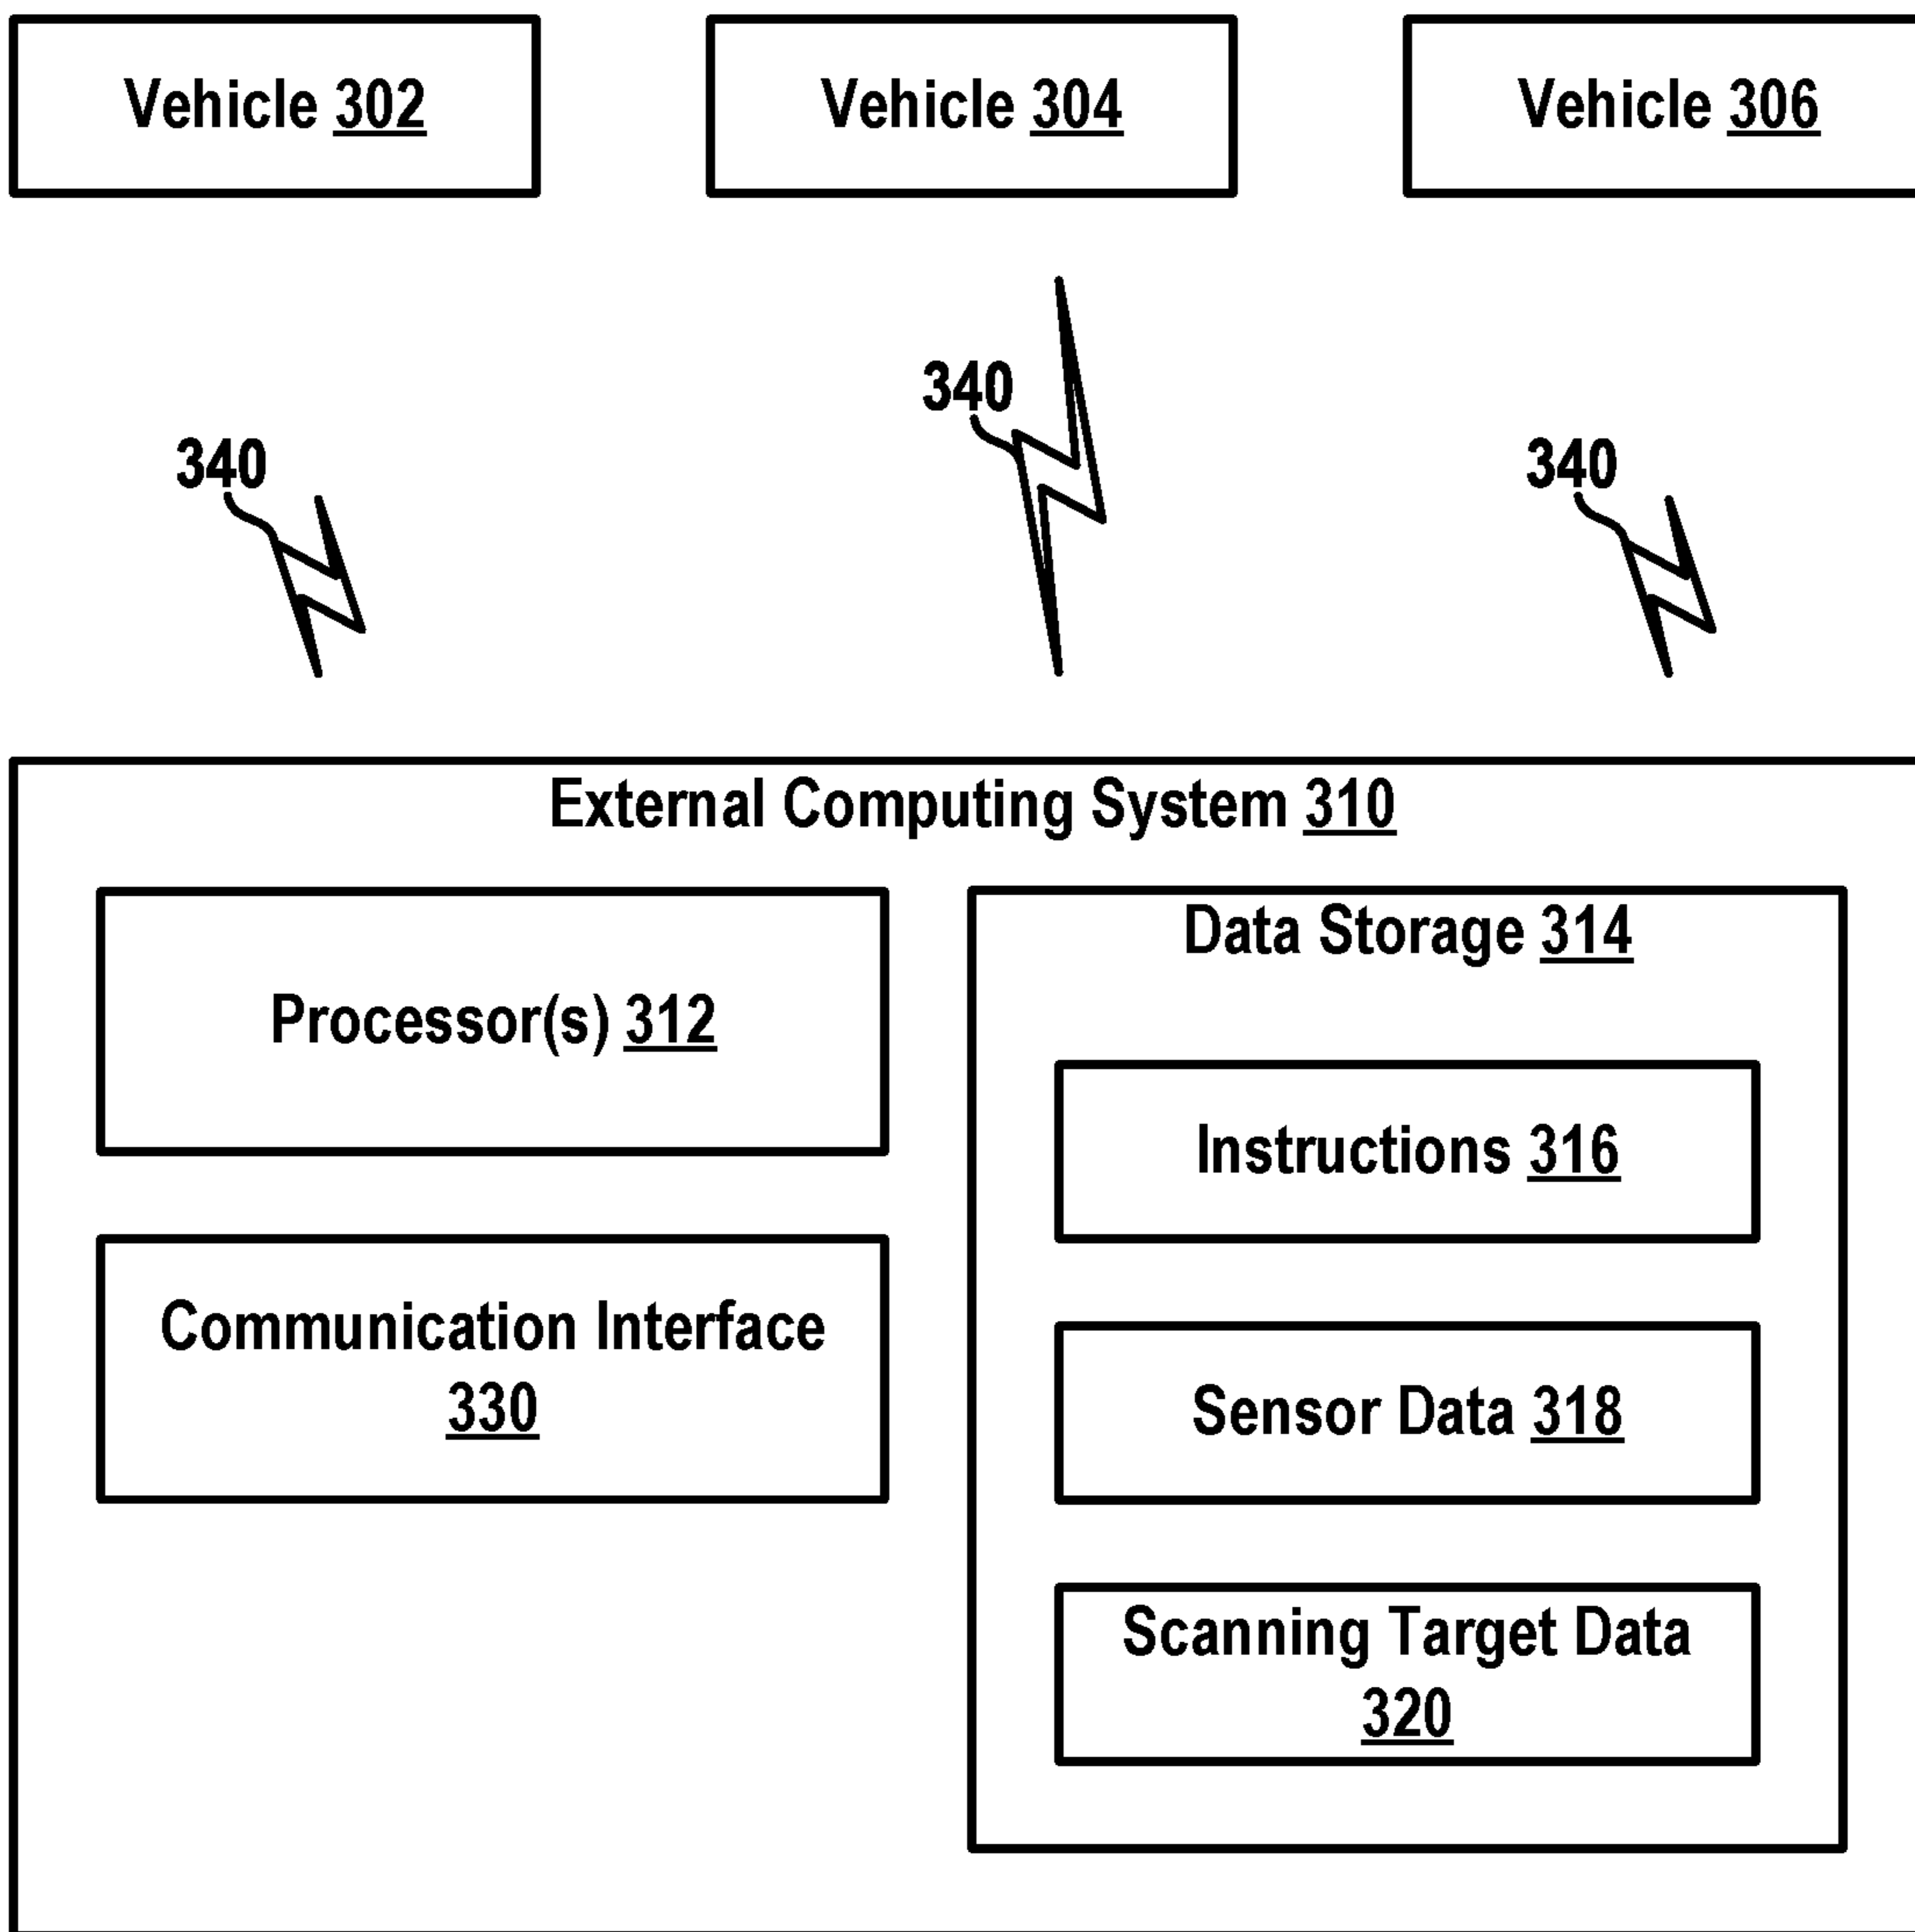 Vehicle 302
Vehicle 304
Vehicle 306
340
340
340
External Computing System 310
Processor(s) 312
Communication Interface
330
Data Storage 314
Instructions 316
Sensor Data 318
Scanning Target Data
320